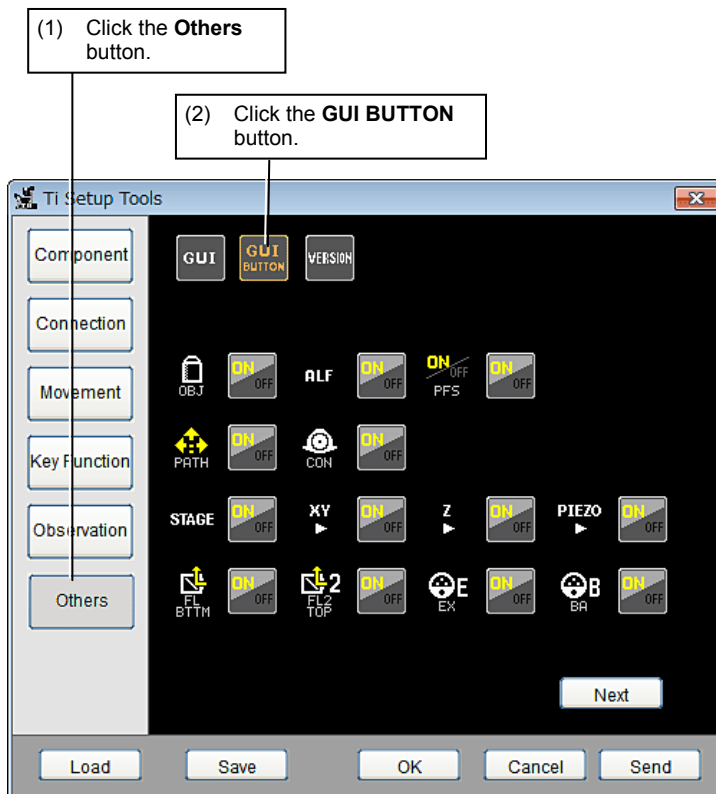 (1) Click the Others
button.
(2) Click the GUI BUTTON
button.
Ti Setup Tools
Component
Connection
Movement
Key Function
Observation
Others
GUI
GUI
BUTTON
VERSION
OBJ
ON
OFF
ALF
ON
OFF
ON
OFF
PFS
ON
OFF
PATH
ON
OFF
CON
ON
OFF
STAGE
ON
OFF
XY
ON
OFF
Z
ON
OFF
PIEZO
ON
OFF
FL
BTTM
ON
OFF
2
FL2
TOP
ON
OFF
E
EX
ON
OFF
B
BA
ON
OFF
Next
Load
Save
OK
Cancel
Send